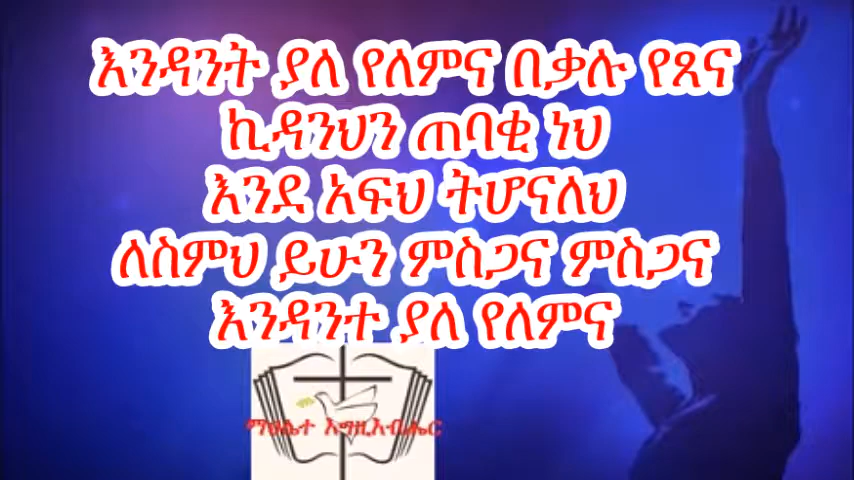 እንዳንት ያለ የለምና በቃሉ የጸና
ኪዳንህን ጠባቂ ነህ
እንደ አፍህ ትሆናለህ
ለስምህ ይሁን ምስጋና ምስጋና
እንዳንተ ያለ የለምና
ማህሌተ እግዚአብሔር